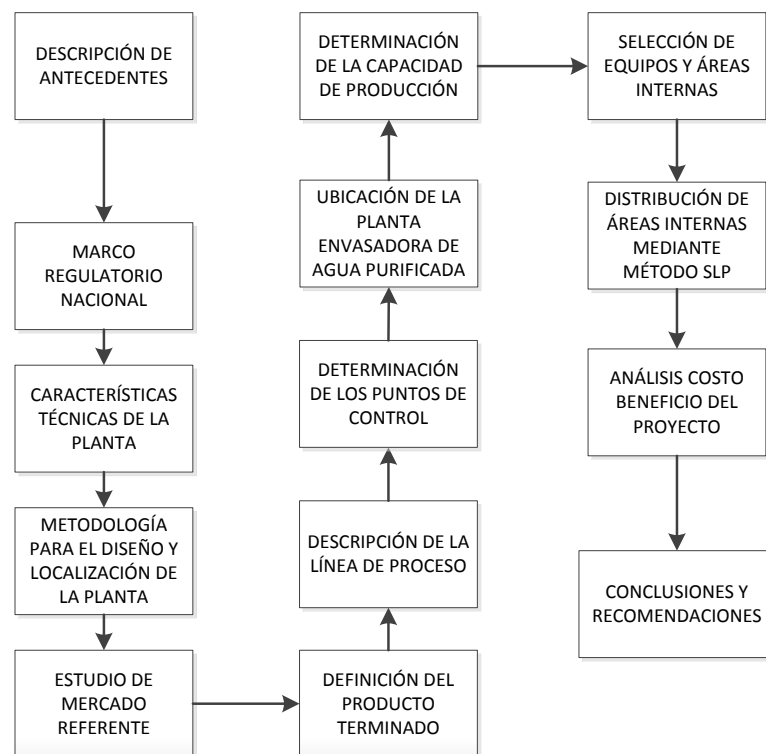 DESCRIPCIÓN DE
ANTECEDENTES
MARCO
REGULATORIO
NACIONAL
CARACTERÍSTICAS
TÉCNICAS DE LA
PLANTA
METODOLOGÍA
PARA EL DISEÑO Y
LOCALIZACIÓN DE
LA PLANTA
ESTUDIO DE
MERCADO
REFERENTE
DEFINICIÓN DEL
PRODUCTO
TERMINADO
DESCRIPCIÓN DE LA
LÍNEA DE PROCESO
DETERMINACIÓN
DE LOS PUNTOS DE
CONTROL
UBICACIÓN DE LA
PLANTA
ENVASADORA DE
AGUA PURIFICADA
DETERMINACIÓN
DE LA CAPACIDAD
DE PRODUCCIÓN
SELECCIÓN DE
EQUIPOS Y ÁREAS
INTERNAS
DISTRIBUCIÓN DE
ÁREAS INTERNAS
MEDIANTE
MÉTODO SLP
ANÁLISIS COSTO
BENEFICIO DEL
PROYECTO
CONCLUSIONES Y
RECOMENDACIONES